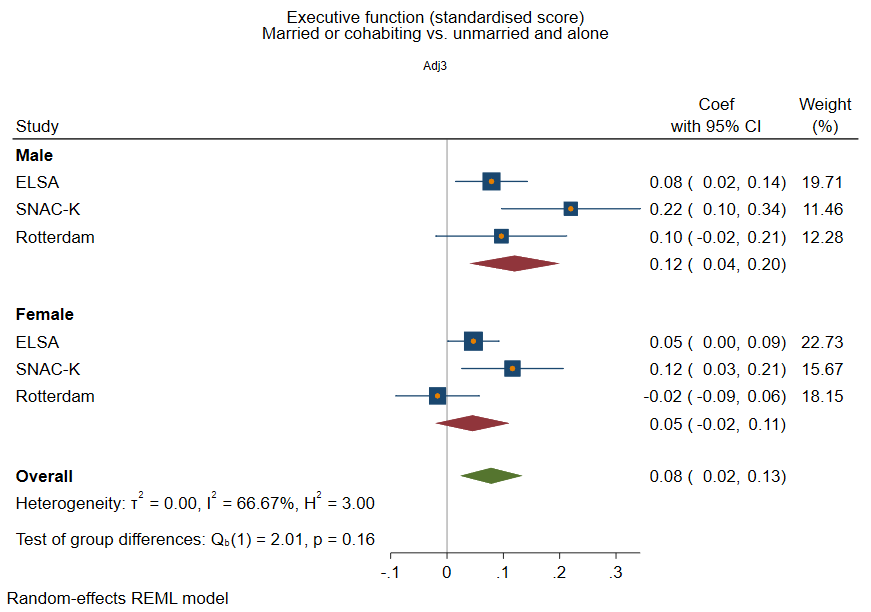 Executive function (standardised score)
Married or cohabiting vs. unmarried and alone
Adj3
Coef Weight
Study with 95% CI (%)
Male
ELSA 0.08 ( 0.02, 0.14) 19.71
SNAC-K 0.22 ( 0.10, 0.34) 11.46
Rotterdam 0.10 ( -0.02, 0.21) 12.28
0.12 ( 0.04, 0.20)
Female
ELSA 0.05 ( 0.00, 0.09) 22.73
SNAC-K 0.12 ( 0.03, 0.21) 15.67
Rotterdam -0.02 ( -0.09, 0.06) 18.15
0.05 ( -0.02, 0.11)
Overall 0.08 ( 0.02, 0.13)
Heterogeneity: τ² = 0.00, I² = 66.67%, H² = 3.00
Test of group differences: Q_b(1) = 2.01, p = 0.16
-.1 0 .1 .2 .3
Random-effects REML model